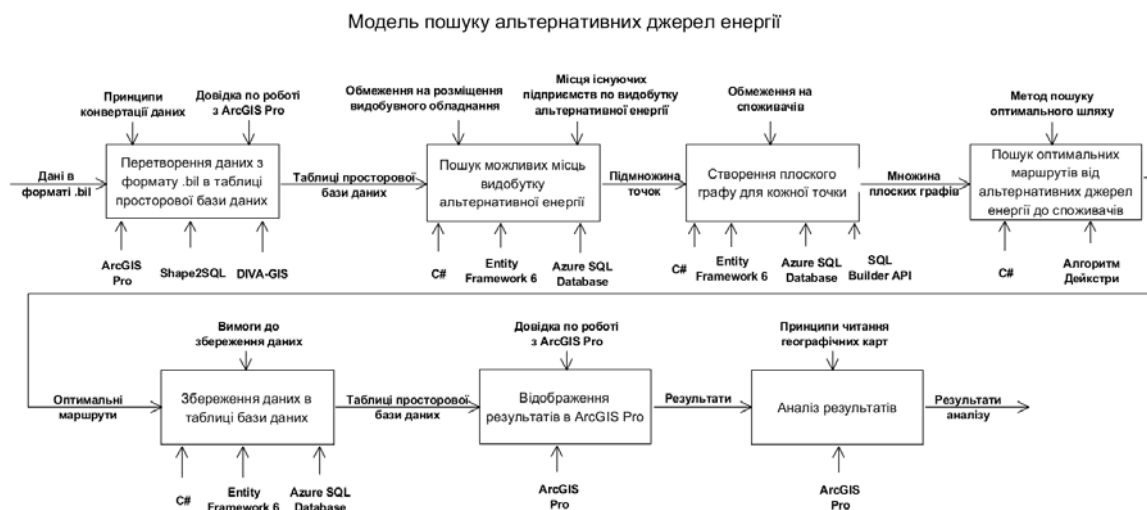 Модель пошуку альтернативних джерел енергії
Принципи
конвертації даних
Довідка по роботі
з ArcGIS Pro
Обмеження на розміщення
видобувного обладнання
Місця існуючих
підприємств по видобутку
альтернативної енергії
Обмеження на
споживачів
Метод пошуку
оптимального шляху
Дані в
форматі .bil
Перетворення даних з
формату .bil в таблиці
просторової бази даних
Таблиці просторової
бази даних
Пошук можливих місць
видобутку
альтернативної енергії
Підмножина
точок
Створення плоского
графу для кожної точки
Множина
плоских графів
Пошук оптимальних
маршрутів від
альтернативних джерел
енергії до споживачів
ArcGIS
Pro
Shape2SQL
DIVA-GIS
C#
Entity
Framework 6
Azure SQL
Database
C#
Entity
Framework 6
Azure SQL
Database
SQL
Builder API
C#
Алгоритм
Дейкстри
Вимоги до
збереження даних
Довідка по роботі
з ArcGIS Pro
Принципи читання
географічних карт
Оптимальні
маршрути
Збереження даних в
таблиці бази даних
Таблиці просторової
бази даних
Відображення
результатів в ArcGIS Pro
Результати
Аналіз результатів
Результати
аналізу
C#
Entity
Framework 6
Azure SQL
Database
ArcGIS
Pro
ArcGIS
Pro